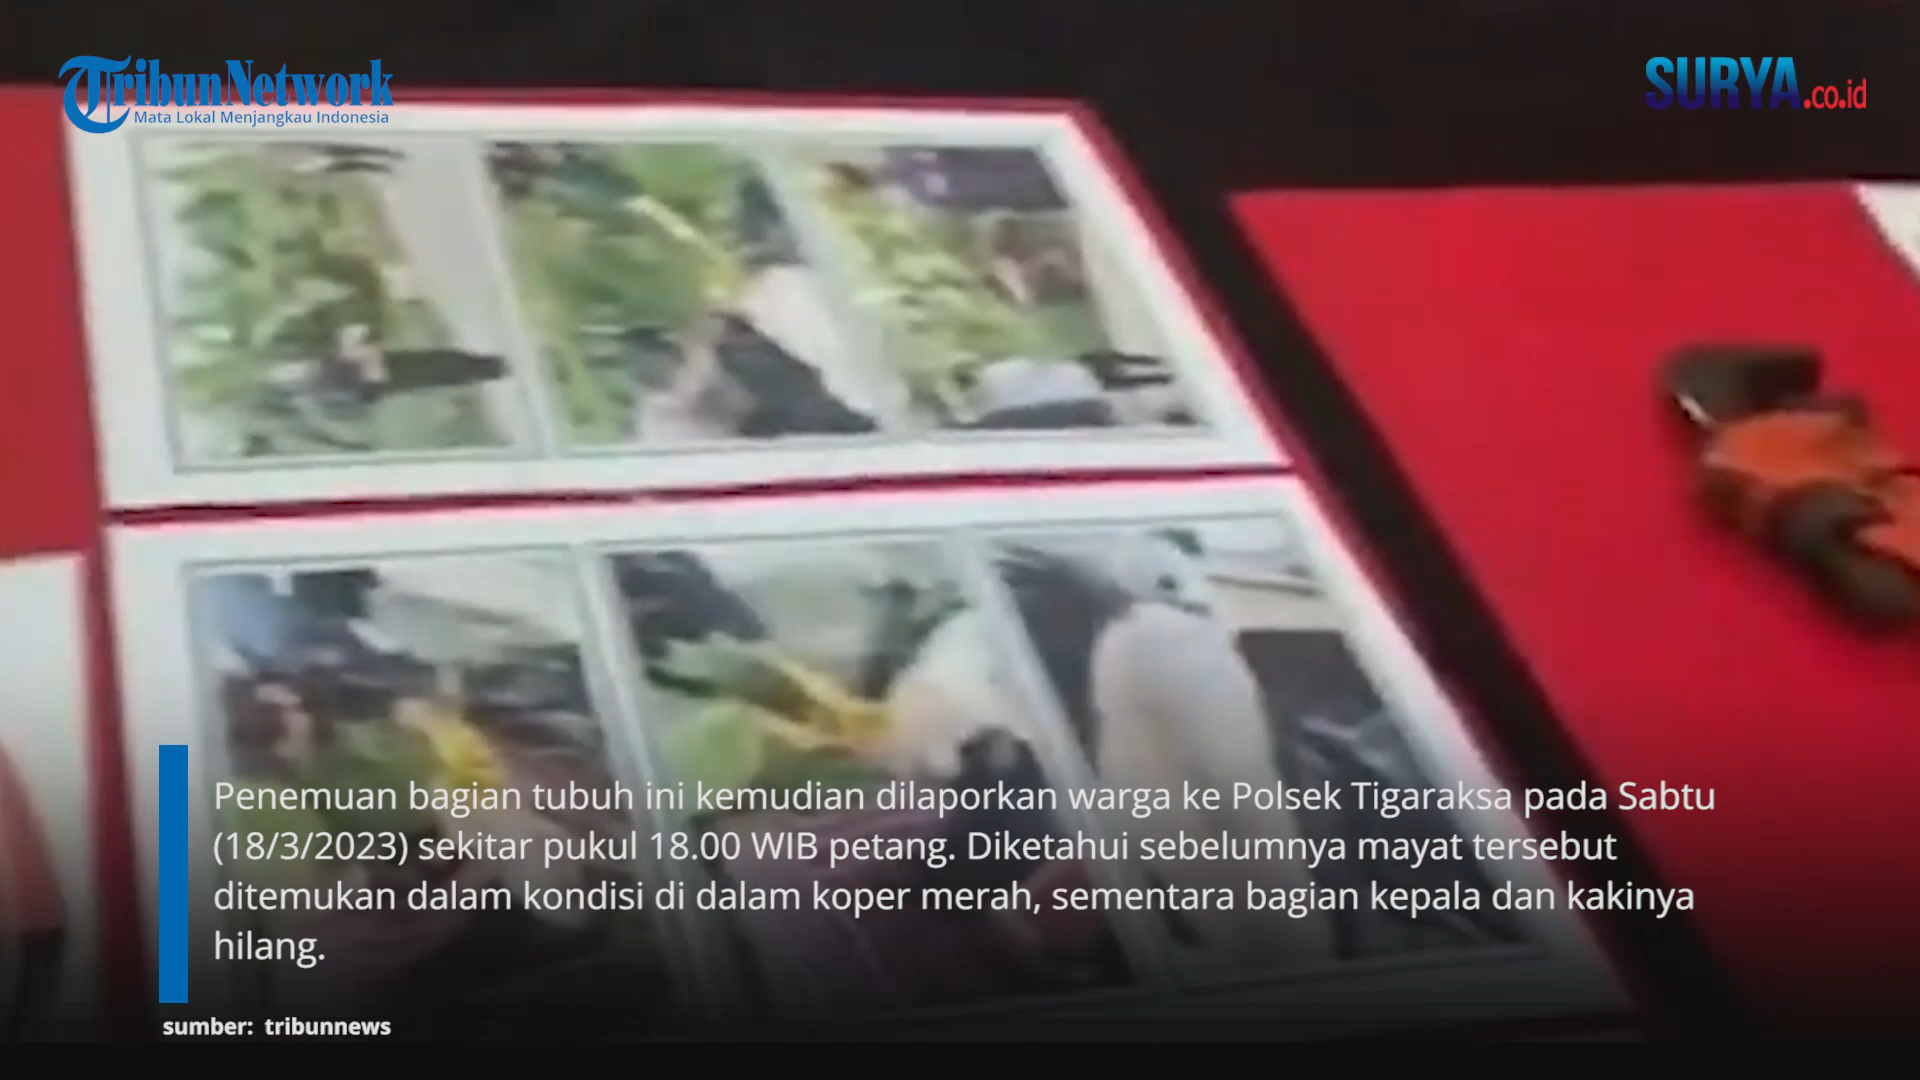 TribunNetwork
Mata Lokal Menjangkau Indonesia
SURYA.co.id
Penemuan bagian tubuh ini kemudian dilaporkan warga ke Polsek Tigaraksa pada Sabtu
(18/3/2023) sekitar pukul 18.00 WIB petang. Diketahui sebelumnya mayat tersebut
ditemukan dalam kondisi di dalam koper merah, sementara bagian kepala dan kakinya
hilang.
sumber: tribunnews